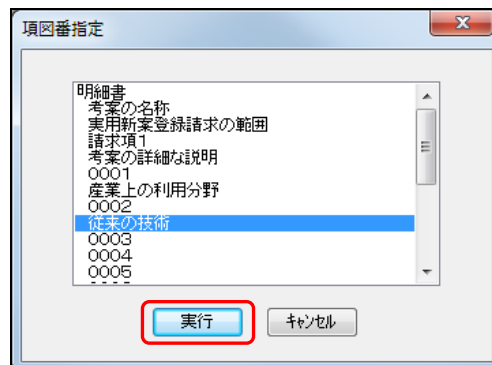 項図番指定
明細書
考案の名称
実用新案登録請求の範囲
請求項1
考案の詳細な説明
0001
産業上の利用分野
0002
従来の技術
0003
0004
0005
実行
キャンセル